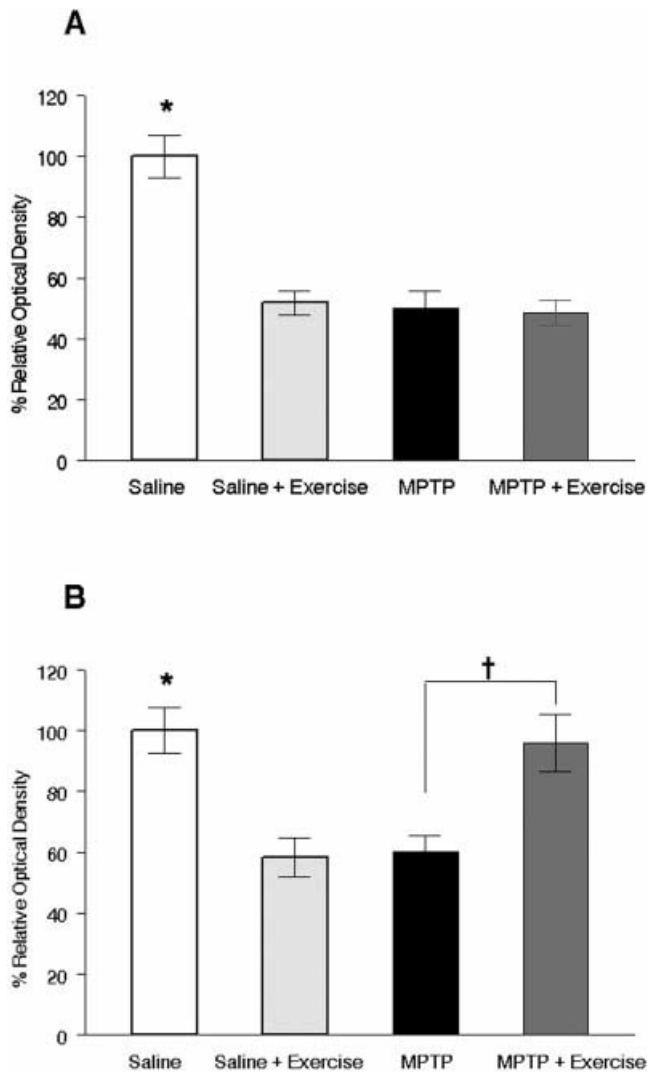 A
120
*
100
80
60
40
20
0
% Relative Optical Density
Saline Saline + Exercise MPTP MPTP + Exercise
B
120
†
*
100
80
60
40
20
0
% Relative Optical Density
Saline Saline + Exercise MPTP MPTP + Exercise